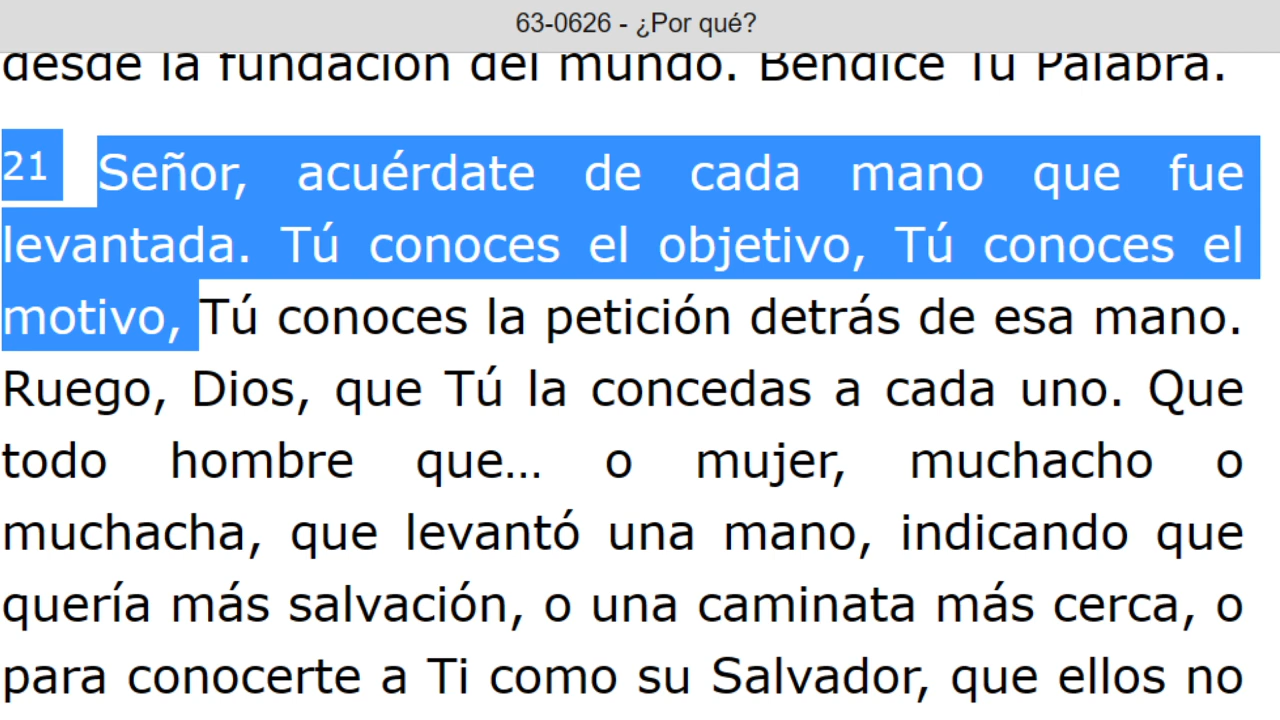 63-0626 - ¿Por qué?
desde la fundación del mundo. Bendice Tu Palabra.
21 Señor, acuérdate de cada mano que fue
levantada. Tú conoces el objetivo, Tú conoces el
motivo, Tú conoces la petición detrás de esa mano.
Ruego, Dios, que Tú la concedas a cada uno. Que
todo hombre que... o mujer, muchacho o
muchacha, que levantó una mano, indicando que
quería más salvación, o una caminata más cerca, o
para conocerte a Ti como su Salvador, que ellos no